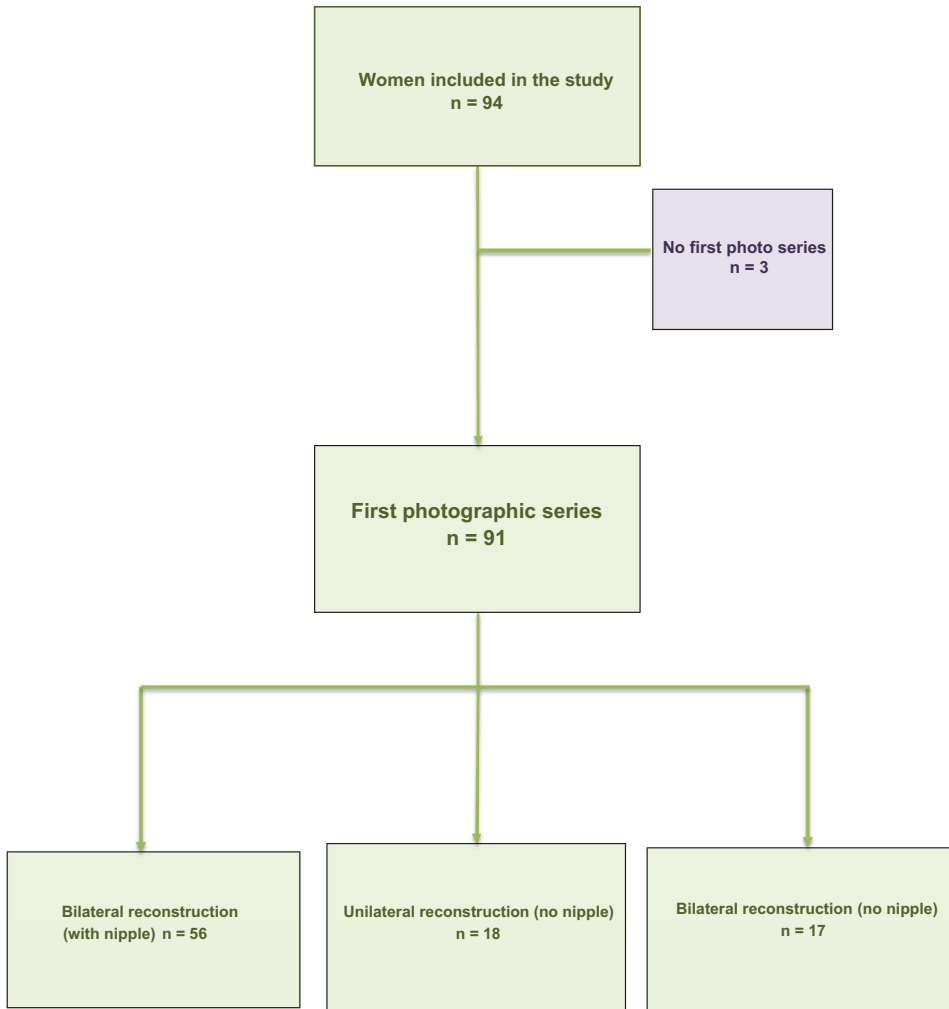 Women included in the study
n = 94
No first photo series
n = 3
First photographic series
n = 91
Bilateral reconstruction
(with nipple) n = 56
Unilateral reconstruction (no nipple)
n = 18
Bilateral reconstruction (no nipple)
n = 17